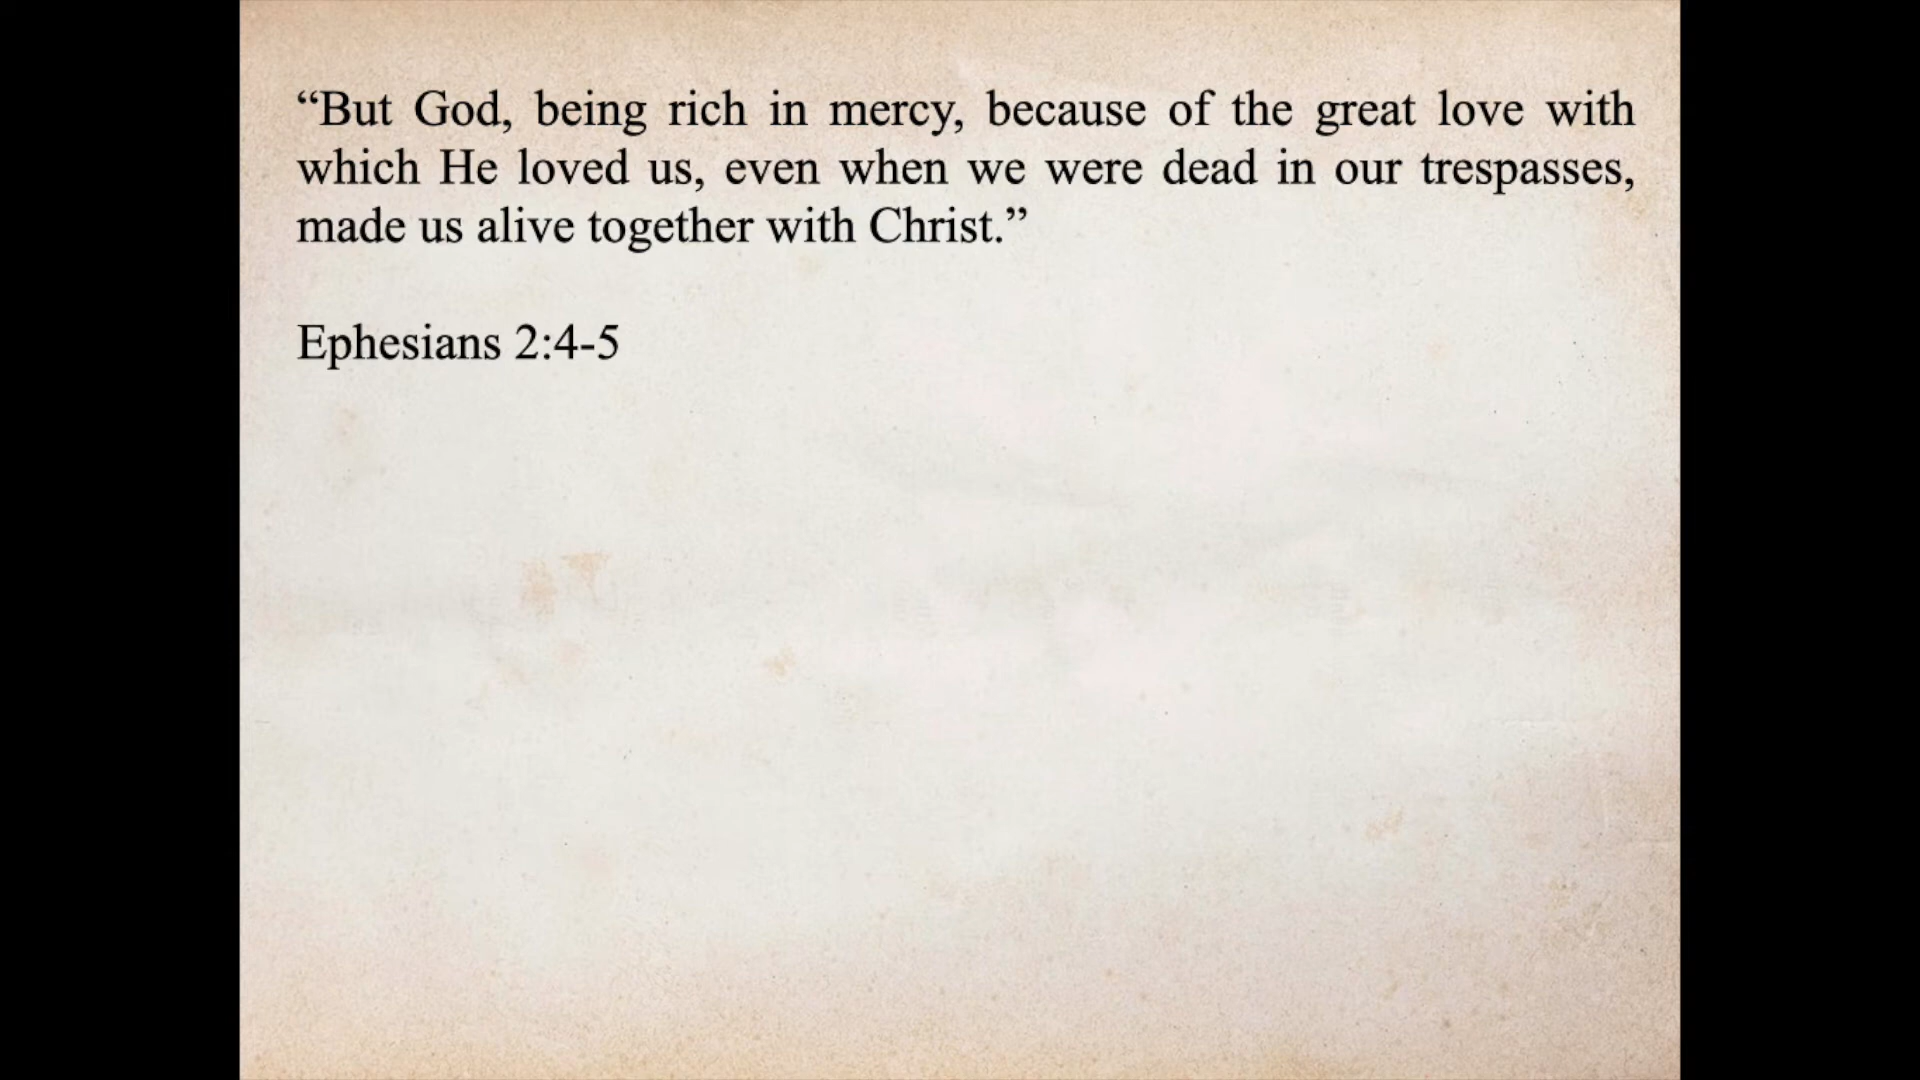 “But God, being rich in mercy, because of the great love with
which He loved us, even when we were dead in our trespasses,
made us alive together with Christ.”
Ephesians 2:4-5